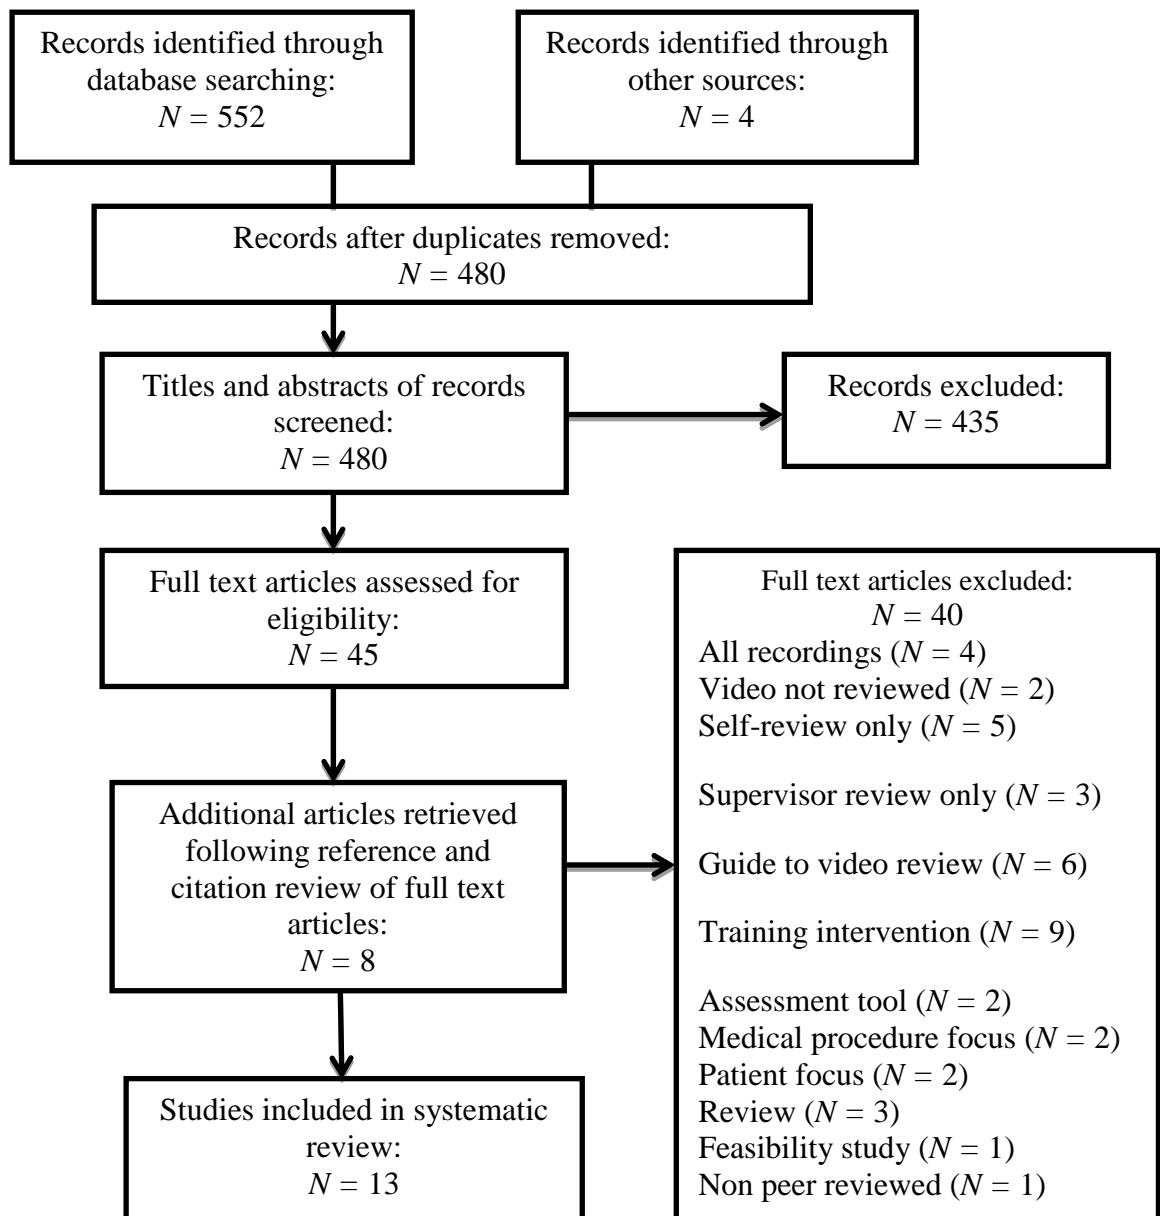 Records identified through
database searching:
N = 552
Records identified through
other sources:
N = 4
Records after duplicates removed:
N = 480
Titles and abstracts of records
screened:
N = 480
Records excluded:
N = 435
Full text articles assessed for
eligibility:
N = 45
Full text articles excluded:
N = 40
All recordings (N = 4)
Video not reviewed (N = 2)
Self-review only (N = 5)
Supervisor review only (N = 3)
Guide to video review (N = 6)
Training intervention (N = 9)
Assessment tool (N = 2)
Medical procedure focus (N = 2)
Patient focus (N = 2)
Review (N = 3)
Feasibility study (N = 1)
Non peer reviewed (N = 1)
Additional articles retrieved
following reference and
citation review of full text
articles:
N = 8
Studies included in systematic
review:
N = 13